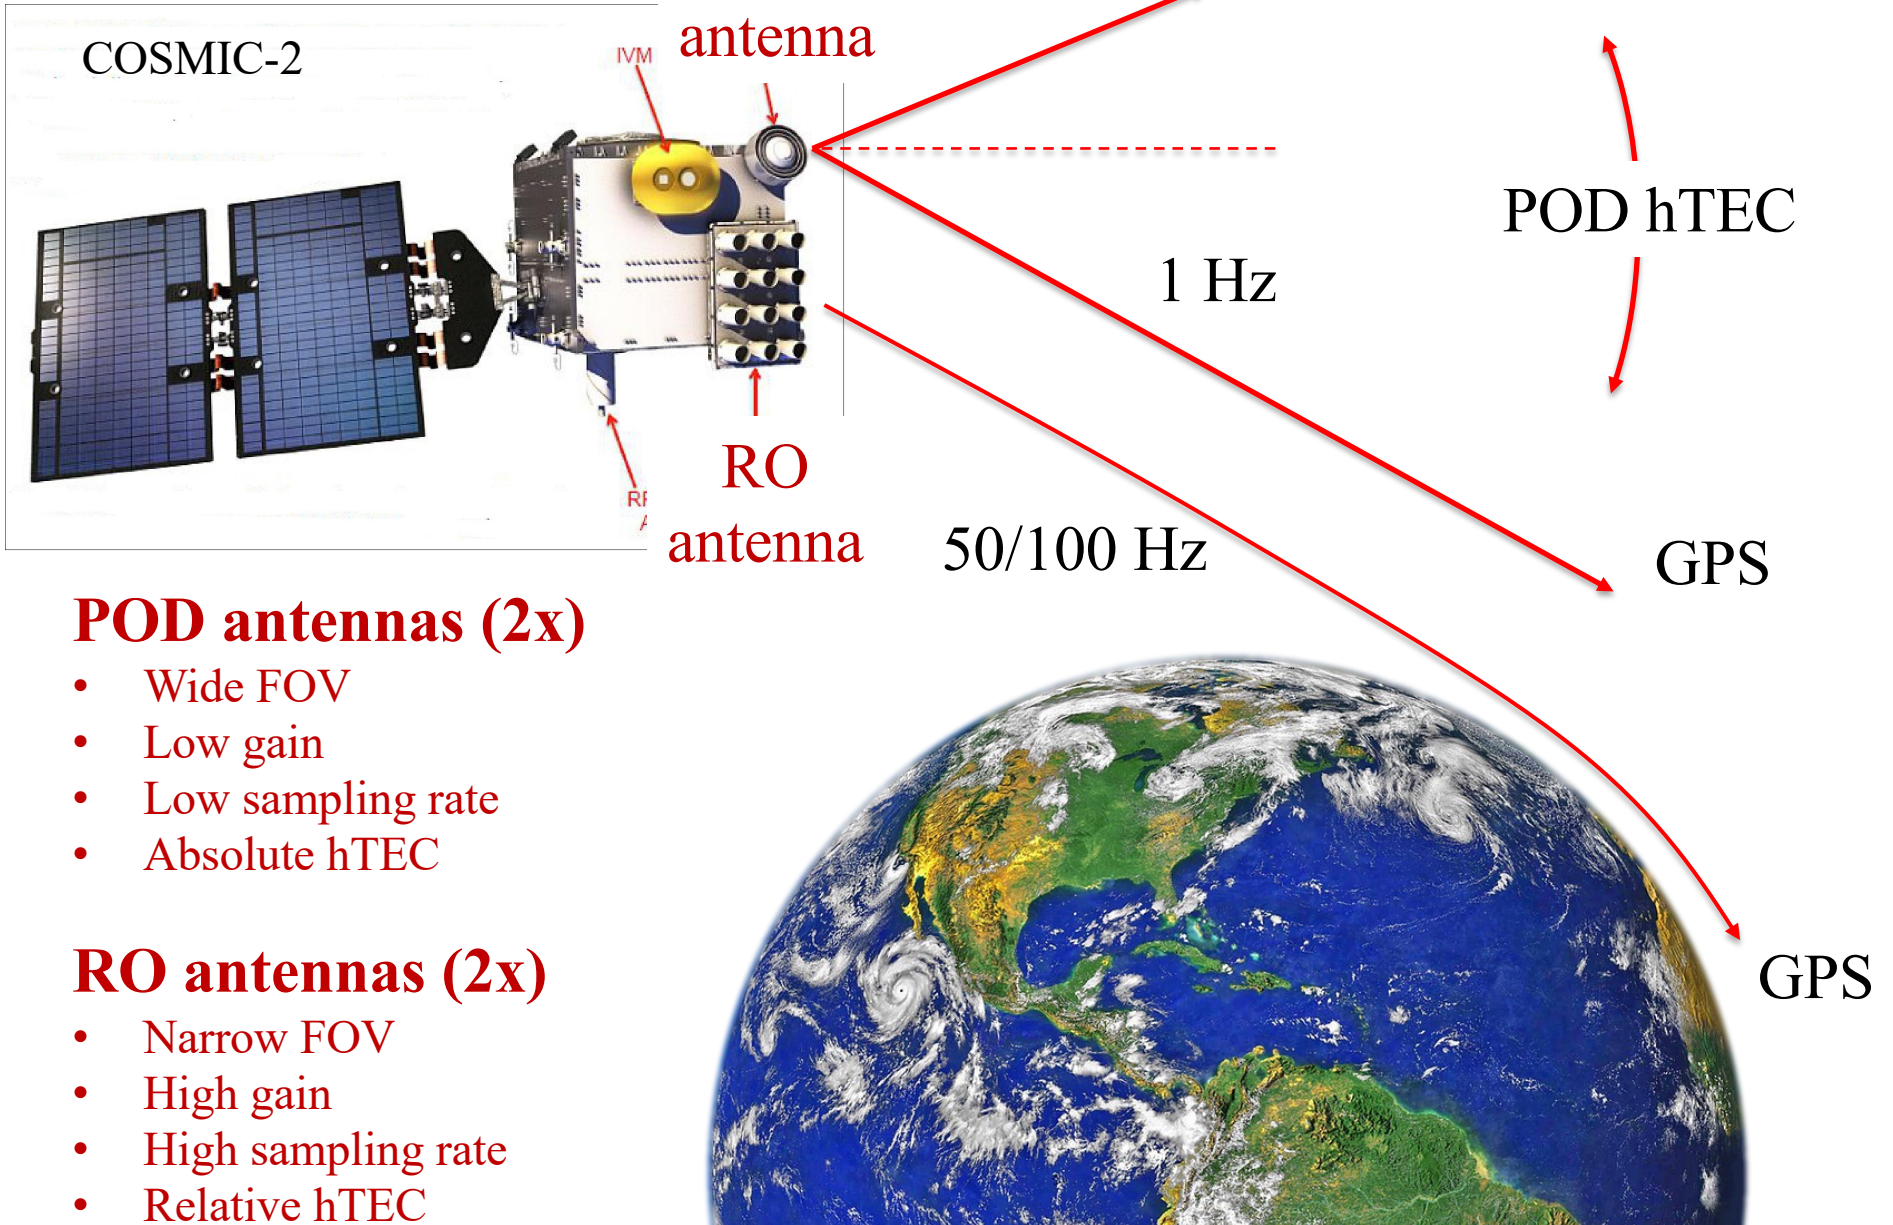 COSMIC-2
IVM
antenna
POD hTEC
1 Hz
RO
antenna
50/100 Hz
GPS
POD antennas (2x)
• Wide FOV
• Low gain
• Low sampling rate
• Absolute hTEC
GPS
RO antennas (2x)
• Narrow FOV
• High gain
• High sampling rate
• Relative hTEC